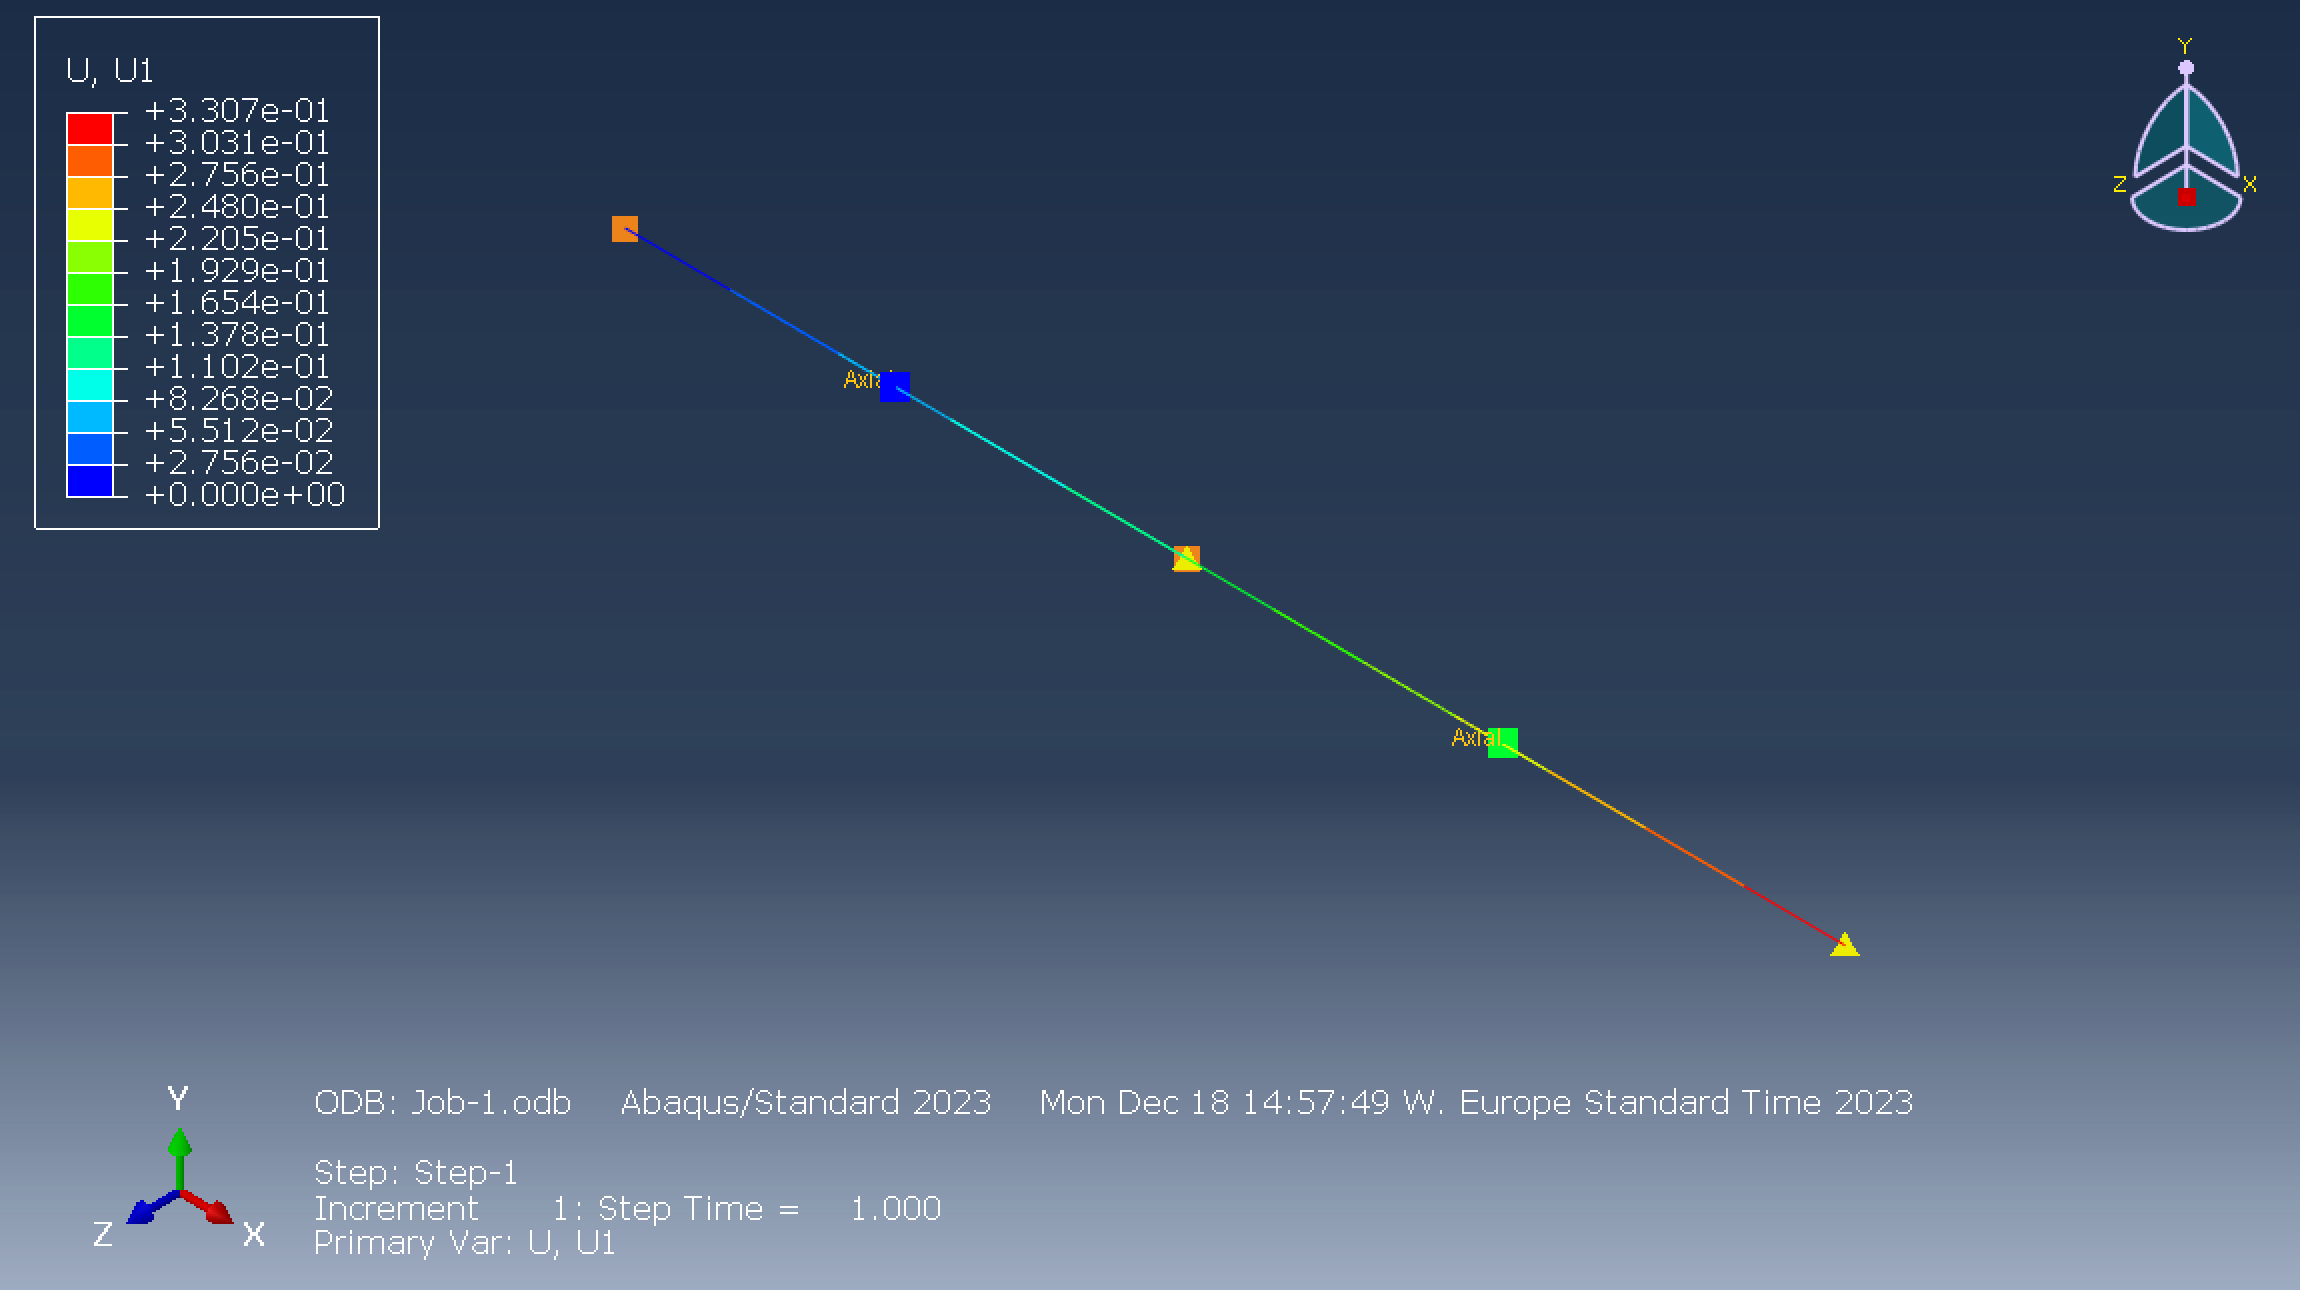 U, U1
+3.307e-01
+3.031e-01
+2.756e-01
+2.480e-01
+2.205e-01
+1.929e-01
+1.654e-01
+1.378e-01
+1.102e-01
+8.268e-02
+5.512e-02
+2.756e-02
+0.000e+00
Y
Z
X
Axial
Axial
Y
Z
X
ODB: Job-1.odb Abaqus/Standard 2023 Mon Dec 18 14:57:49 W. Europe Standard Time 2023
Step: Step-1
Increment 1: Step Time = 1.000
Primary Var: U, U1